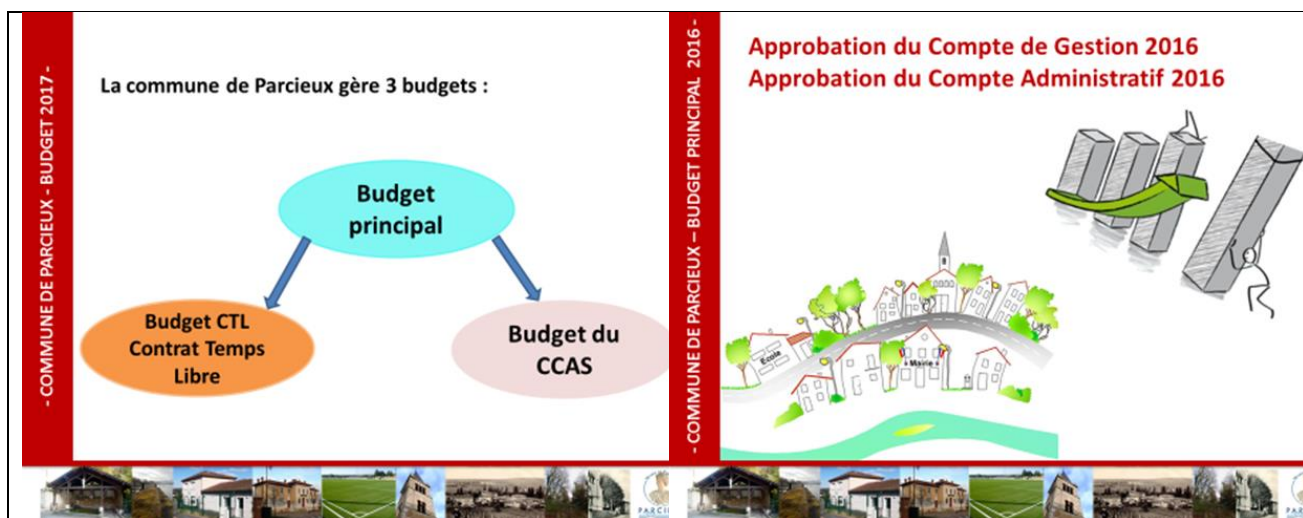 - COMMUNE DE PARCIEUX - BUDGET 2017 -
La commune de Parcieux gère 3 budgets :
Budget
principal
Budget CTL
Contrat Temps
Libre
Budget du
CCAS
PARCIEU
- COMMUNE DE PARCIEUX – BUDGET PRINCIPAL 2016 -
Approbation du Compte de Gestion 2016
Approbation du Compte Administratif 2016
Ecole
Mairie
PARCIEU